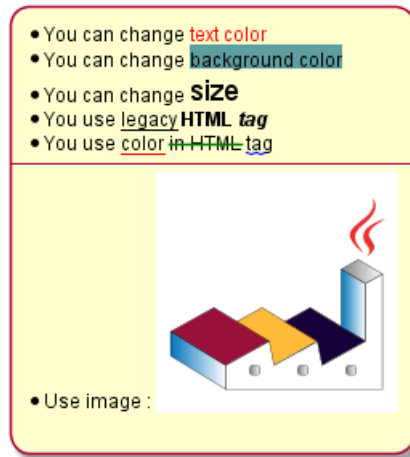 • You can change text color
• You can change background color
• You can change size
• You use legacy HTML tag
• You use color in HTML tag
• Use image :